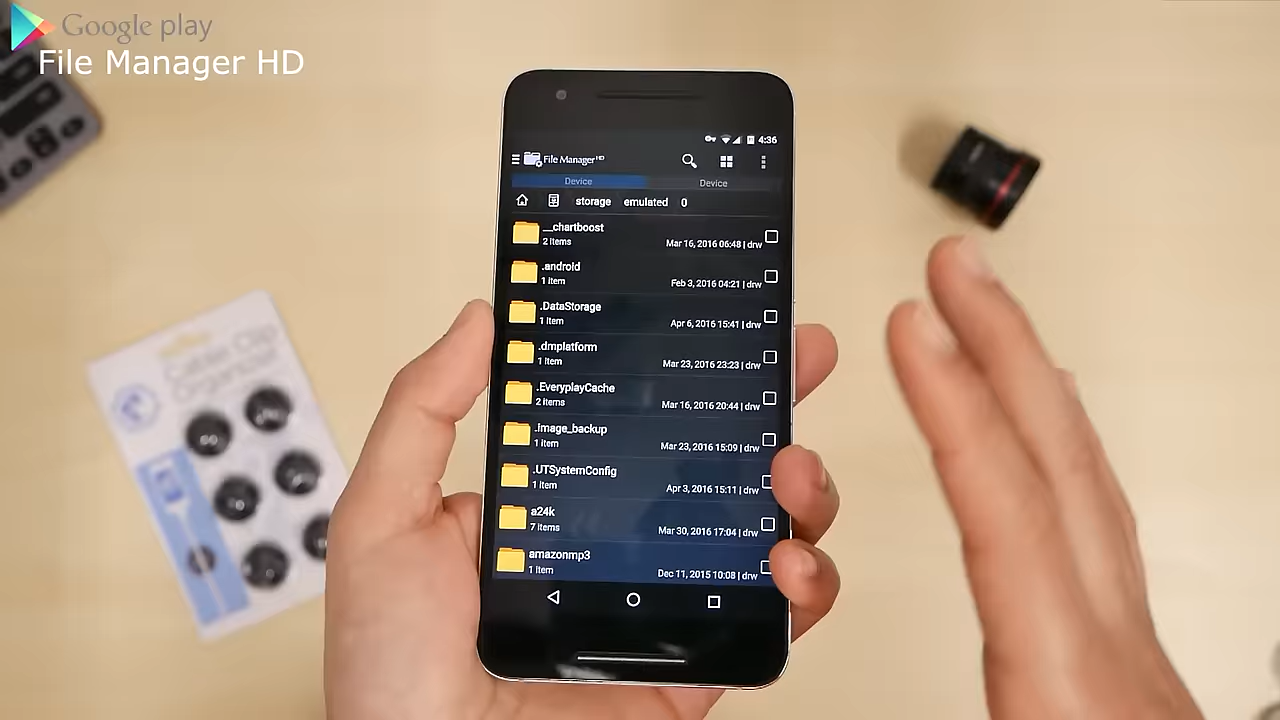 Google play
File Manager HD
4:36
File Manager HD
Device Device
storage emulated 0
__chartboost
2 items Mar 16, 2016 06:48 | drw
.android
1 item Feb 3, 2016 04:21 | drw
.DataStorage
1 item Apr 6, 2016 15:41 | drw
.dmplatform
1 item Mar 23, 2016 23:23 | drw
.EveryplayCache
2 items Mar 16, 2016 20:44 | drw
.image_backup
1 item Mar 23, 2016 15:09 | drw
.UTSystemConfig
1 item Apr 3, 2016 15:11 | drw
a24k
7 items Mar 30, 2016 17:04 | drw
amazonmp3
1 item Dec 11, 2015 10:08 | drw
Cable Clip
Organizer